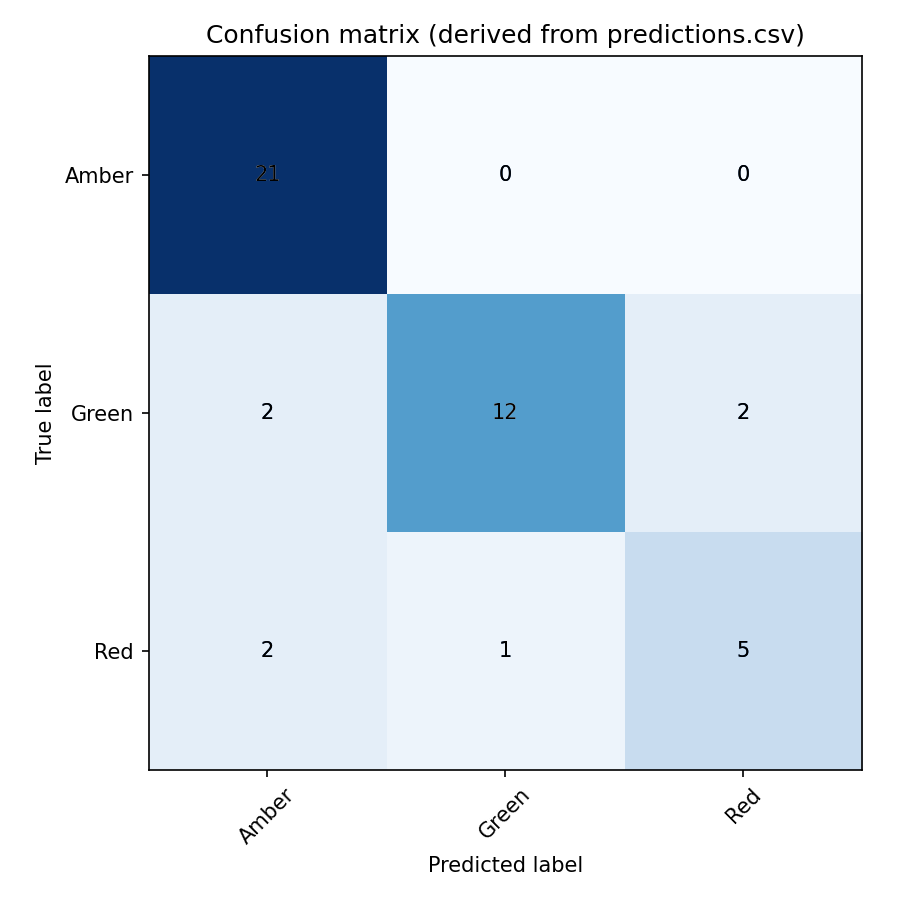 Confusion matrix (derived from predictions.csv)
Amber 21 0 0
Green 2 12 2
Red 2 1 5
True label
Amber Green Red
Predicted label